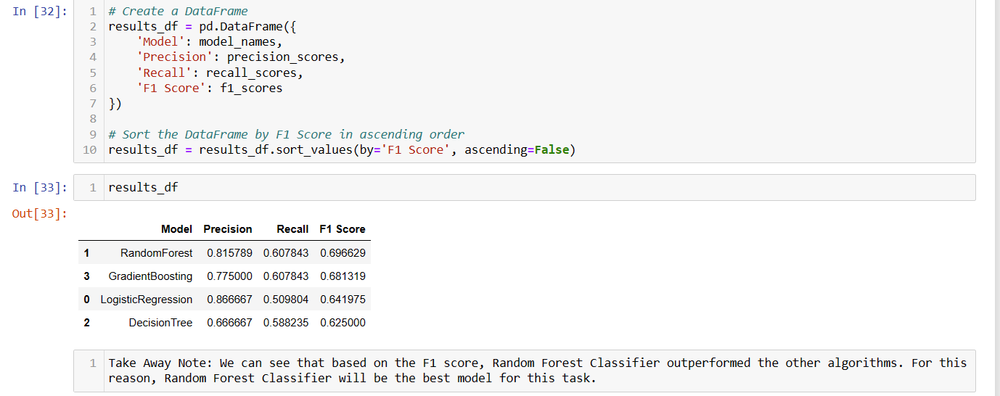 In [32]:
1 # Create a DataFrame
2 results_df = pd.DataFrame({
3     'Model': model_names,
4     'Precision': precision_scores,
5     'Recall': recall_scores,
6     'F1 Score': f1_scores
7 })
8
9 # Sort the DataFrame by F1 Score in ascending order
10 results_df = results_df.sort_values(by='F1 Score', ascending=False)
In [33]:
1 results_df
Out[33]:
Model Precision Recall F1 Score
1 RandomForest 0.815789 0.607843 0.696629
3 GradientBoosting 0.775000 0.607843 0.681319
0 LogisticRegression 0.866667 0.509804 0.641975
2 DecisionTree 0.666667 0.588235 0.625000
1 Take Away Note: We can see that based on the F1 score, Random Forest Classifier outperformed the other algorithms. For this
reason, Random Forest Classifier will be the best model for this task.